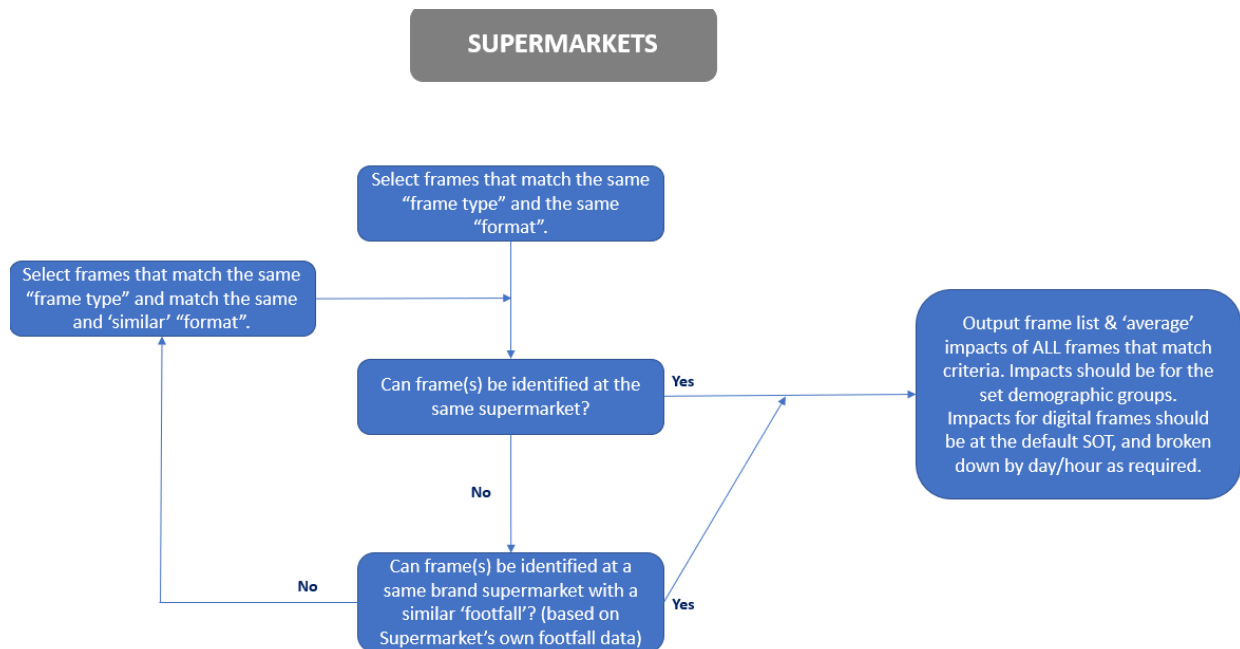 SUPERMARKETS
Select frames that match the same
“frame type” and the same
“format”.
Select frames that match the same
“frame type” and match the same
and ‘similar’ “format”.
Can frame(s) be identified at the
same supermarket?
Yes
Output frame list & ‘average’
impacts of ALL frames that match
criteria. Impacts should be for the
set demographic groups.
Impacts for digital frames should
be at the default SOT, and broken
down by day/hour as required.
No
Can frame(s) be identified at a
same brand supermarket with a
similar ‘footfall’? (based on
Supermarket’s own footfall data)
No
Yes